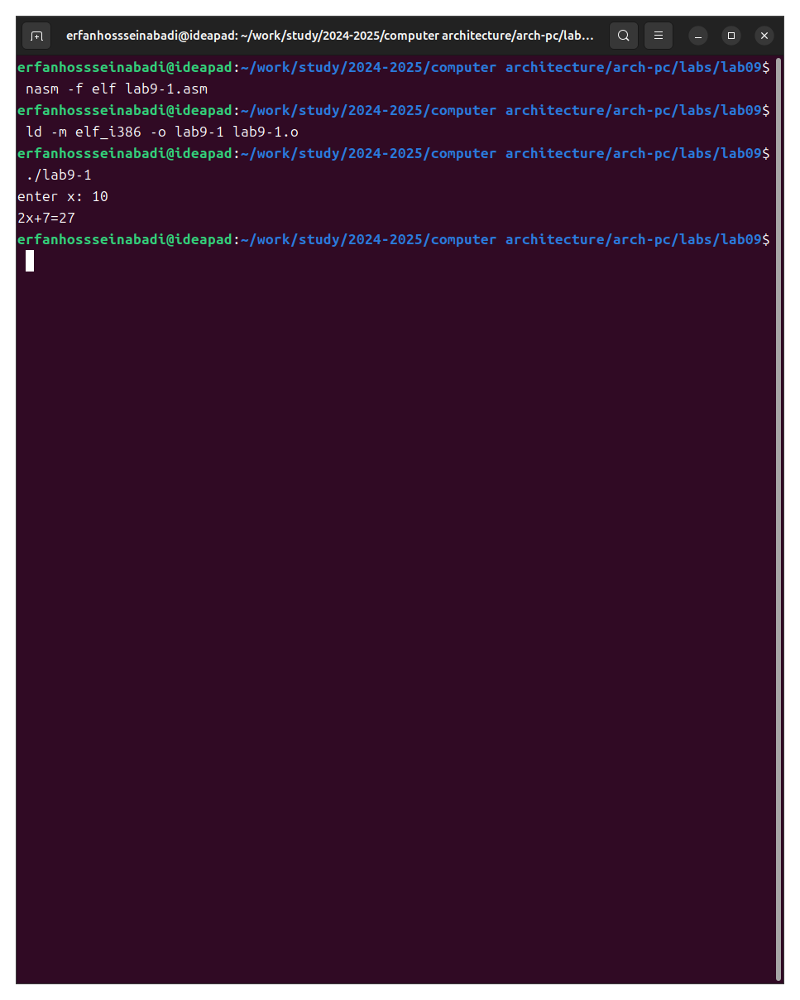 erfanhossseinabadi@ideapad: ~/work/study/2024-2025/computer architecture/arch-pc/lab...
erfanhossseinabadi@ideapad:~/work/study/2024-2025/computer architecture/arch-pc/labs/lab09$
nasm -f elf lab9-1.asm
erfanhossseinabadi@ideapad:~/work/study/2024-2025/computer architecture/arch-pc/labs/lab09$
ld -m elf_i386 -o lab9-1 lab9-1.o
erfanhossseinabadi@ideapad:~/work/study/2024-2025/computer architecture/arch-pc/labs/lab09$
./lab9-1
enter x: 10
2x+7=27
erfanhossseinabadi@ideapad:~/work/study/2024-2025/computer architecture/arch-pc/labs/lab09$